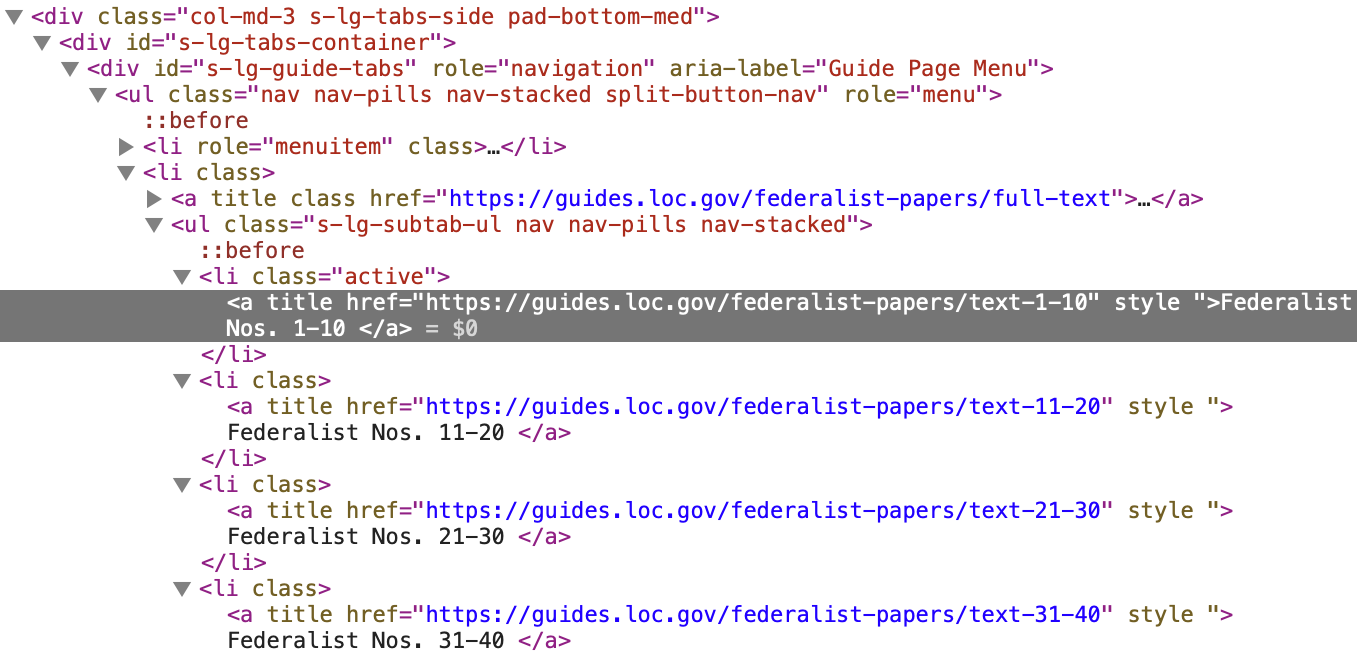 <div class="col-md-3 s-lg-tabs-side pad-bottom-med">
<div id="s-lg-tabs-container">
<div id="s-lg-guide-tabs" role="navigation" aria-label="Guide Page Menu">
<ul class="nav nav-pills nav-stacked split-button-nav" role="menu">
::before
<li role="menuitem" class>…</li>
<li class>
<a title class href="https://guides.loc.gov/federalist-papers/full-text">…</a>
<ul class="s-lg-subtab-ul nav nav-pills nav-stacked">
::before
<li class="active">
<a title href="https://guides.loc.gov/federalist-papers/text-1-10" style ">Federalist
Nos. 1-10 </a> = $0
</li>
<li class>
<a title href="https://guides.loc.gov/federalist-papers/text-11-20" style ">
Federalist Nos. 11-20 </a>
</li>
<li class>
<a title href="https://guides.loc.gov/federalist-papers/text-21-30" style ">
Federalist Nos. 21-30 </a>
</li>
<li class>
<a title href="https://guides.loc.gov/federalist-papers/text-31-40" style ">
Federalist Nos. 31-40 </a>